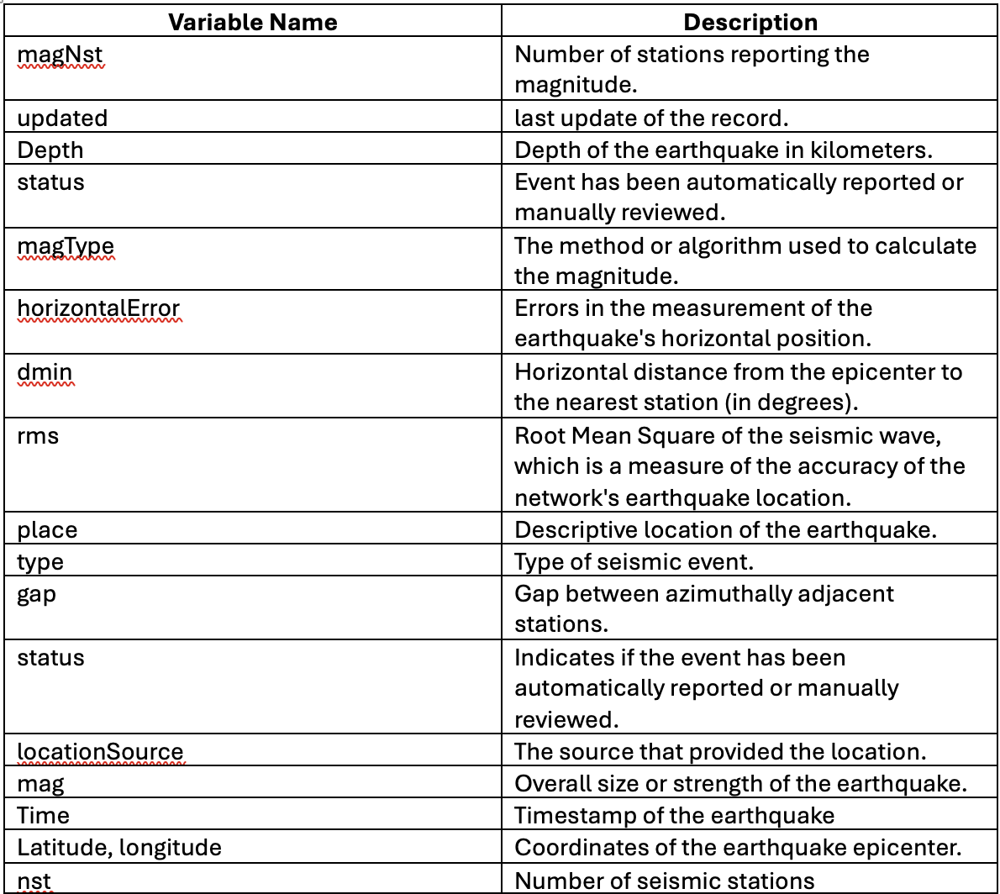 Variable Name Description
magNst Number of stations reporting the
magnitude.
updated last update of the record.
Depth Depth of the earthquake in kilometers.
status Event has been automatically reported or
manually reviewed.
magType The method or algorithm used to calculate
the magnitude.
horizontalError Errors in the measurement of the
earthquake's horizontal position.
dmin Horizontal distance from the epicenter to
the nearest station (in degrees).
rms Root Mean Square of the seismic wave,
which is a measure of the accuracy of the
network's earthquake location.
place Descriptive location of the earthquake.
type Type of seismic event.
gap Gap between azimuthally adjacent
stations.
status Indicates if the event has been
automatically reported or manually
reviewed.
locationSource The source that provided the location.
mag Overall size or strength of the earthquake.
Time Timestamp of the earthquake
Latitude, longitude Coordinates of the earthquake epicenter.
nst Number of seismic stations